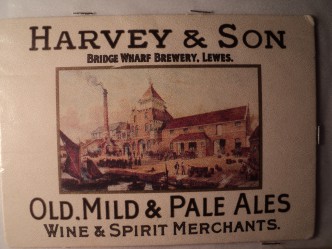 HARVEY & SON
BRIDGE WHARF BREWERY, LEWES.
OLD. MILD & PALE ALES
WINE & SPIRIT MERCHANTS.